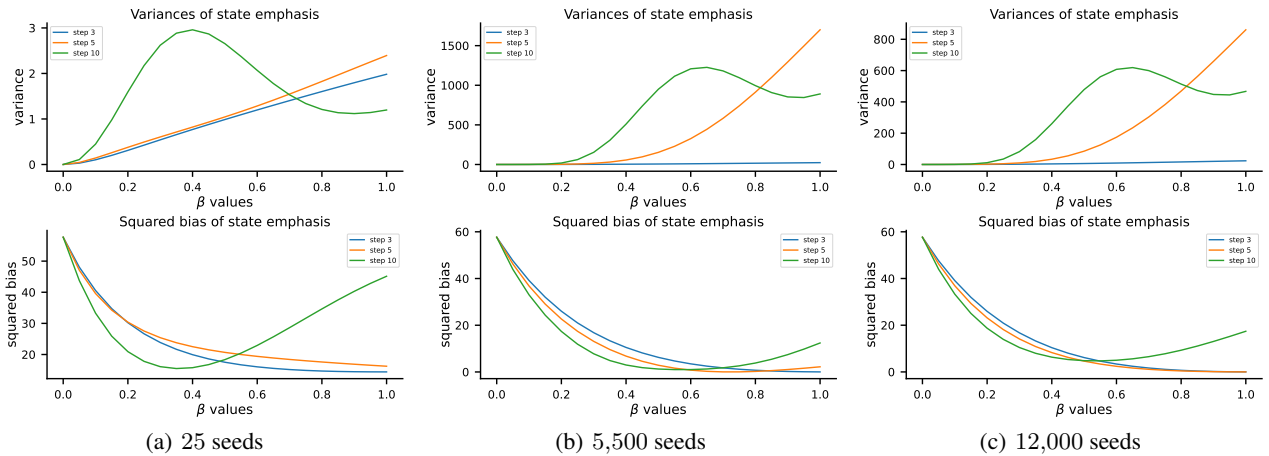 Variances of state emphasis
step 3
step 5
step 10
3
2
1
0
variance
0.0 0.2 0.4 0.6 0.8 1.0
β values
Squared bias of state emphasis
step 3
step 5
step 10
50
40
30
20
squared bias
0.0 0.2 0.4 0.6 0.8 1.0
β values
(a) 25 seeds
Variances of state emphasis
step 3
step 5
step 10
1500
1000
500
0
variance
0.0 0.2 0.4 0.6 0.8 1.0
β values
Squared bias of state emphasis
step 3
step 5
step 10
60
40
20
0
squared bias
0.0 0.2 0.4 0.6 0.8 1.0
β values
(b) 5,500 seeds
Variances of state emphasis
step 3
step 5
step 10
800
600
400
200
0
variance
0.0 0.2 0.4 0.6 0.8 1.0
β values
Squared bias of state emphasis
step 3
step 5
step 10
60
40
20
0
squared bias
0.0 0.2 0.4 0.6 0.8 1.0
β values
(c) 12,000 seeds